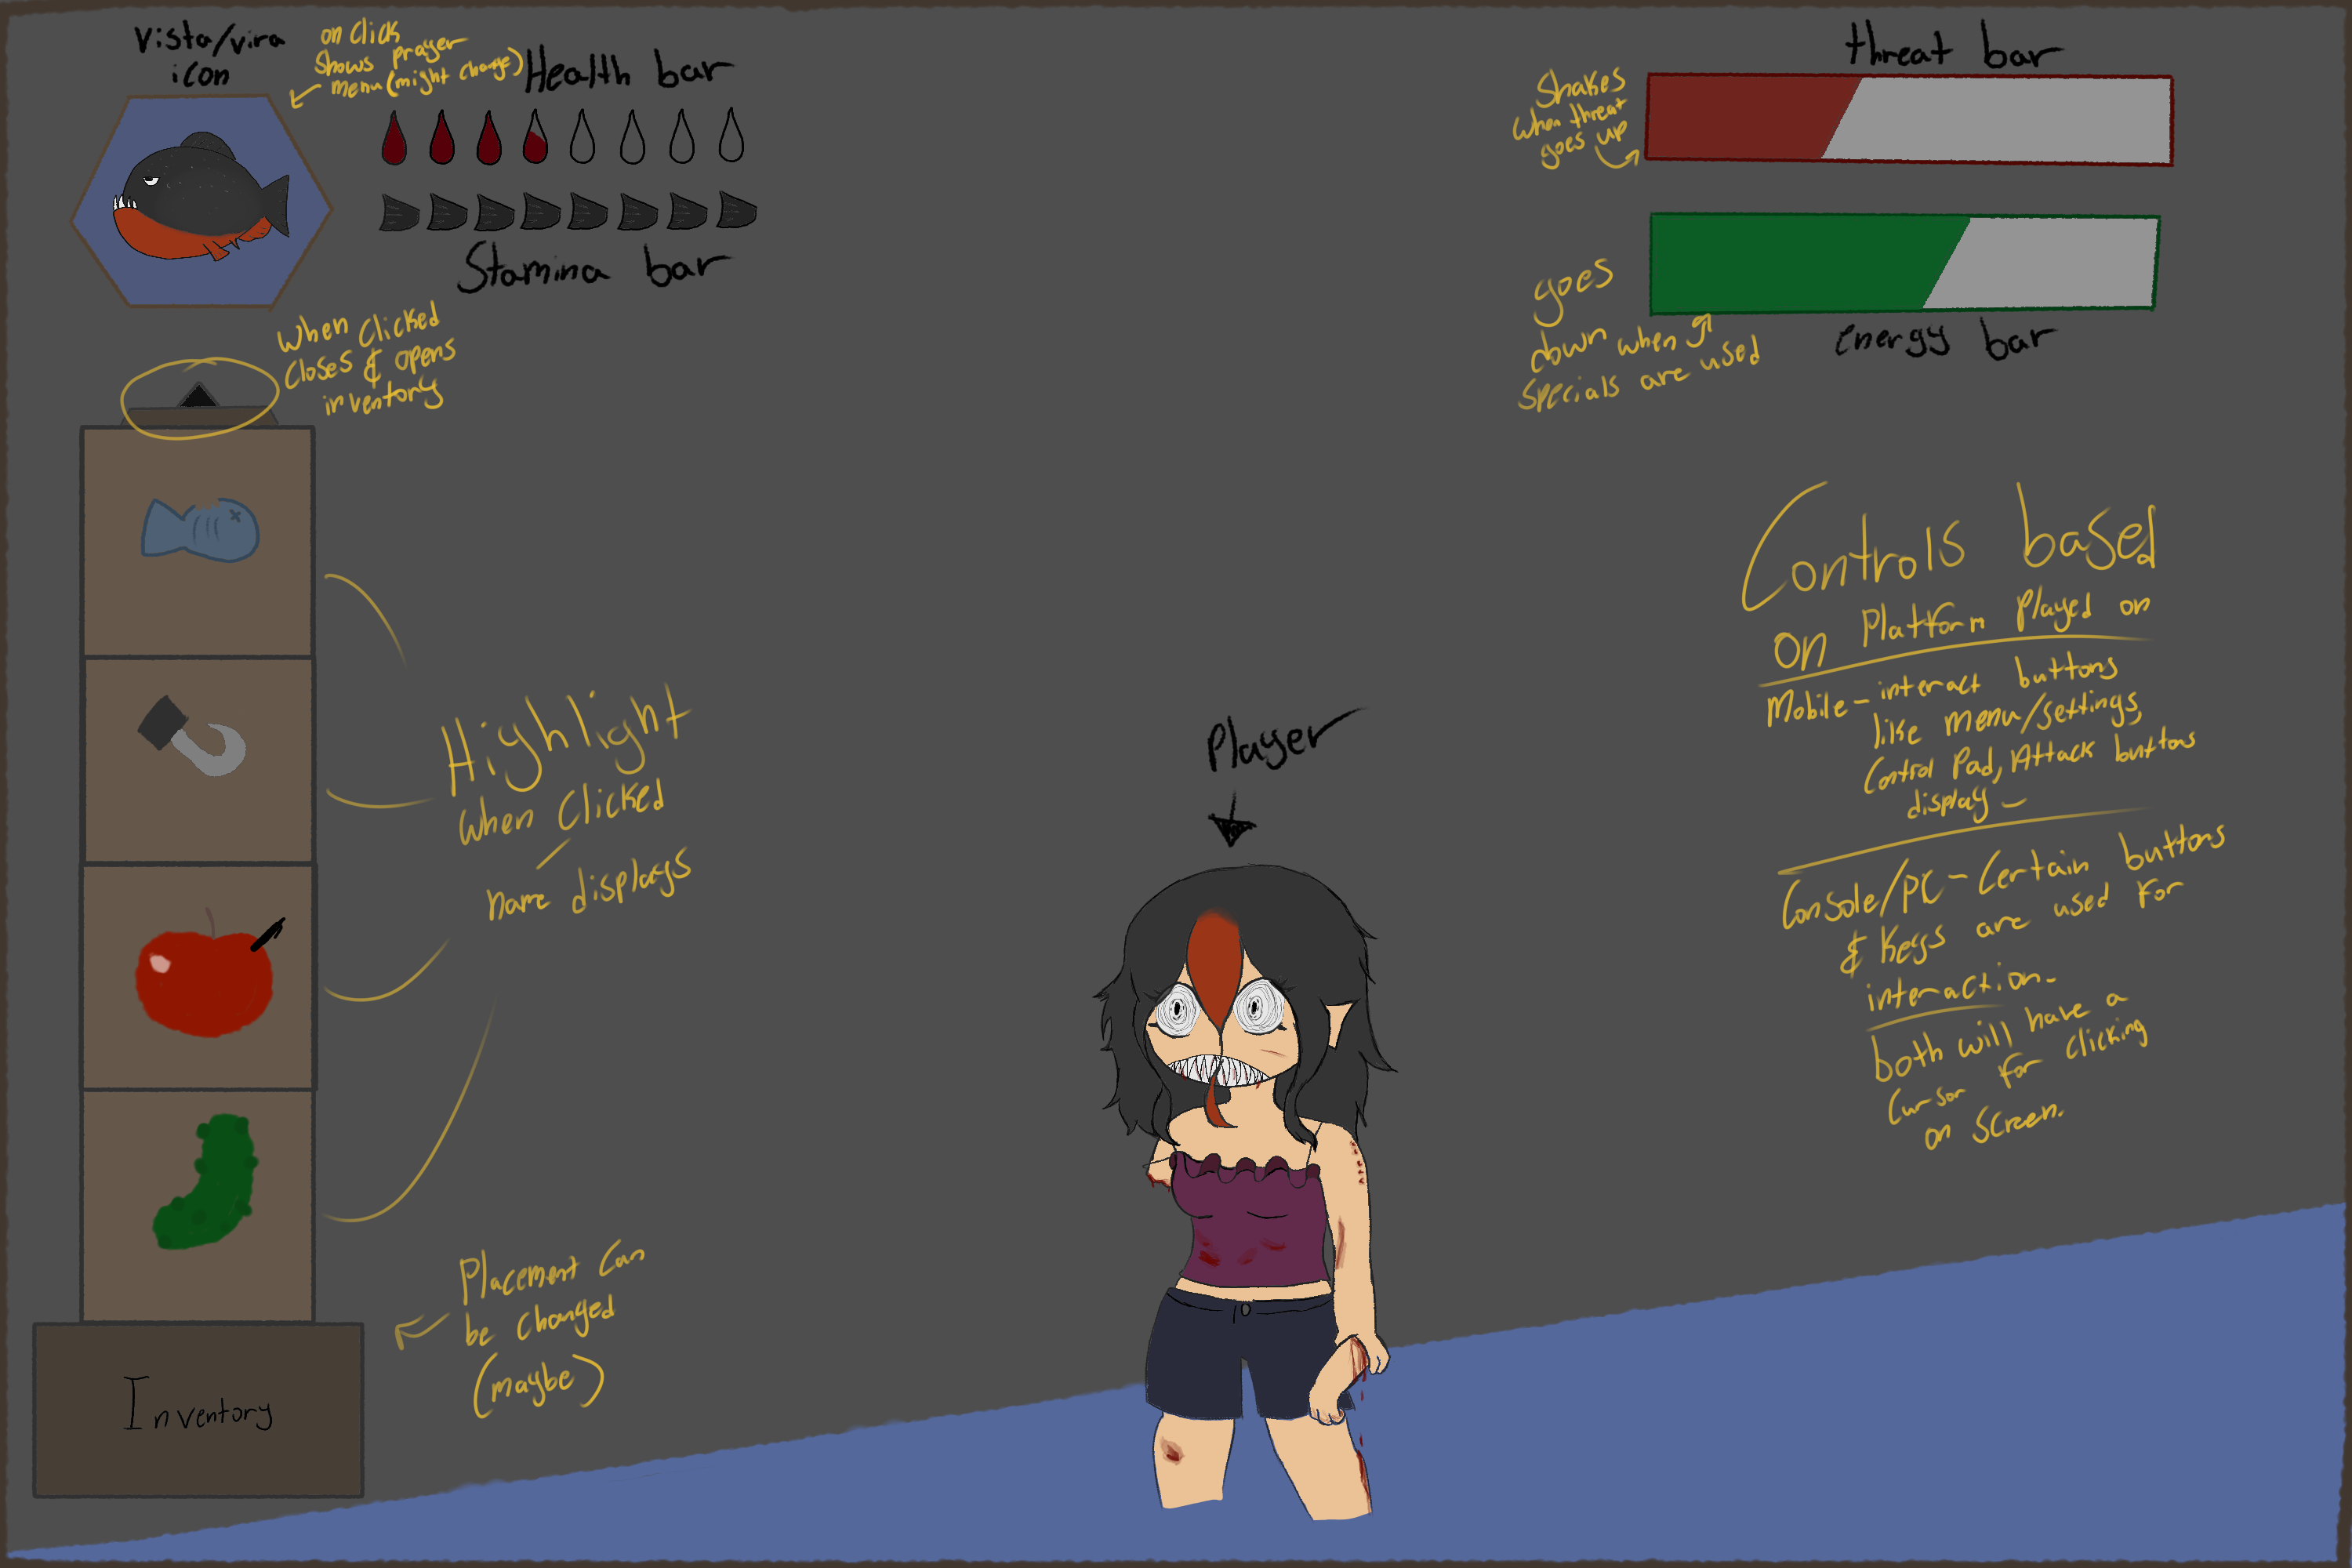 Vista/vira
icon
on click
shows prayer
menu (might change)
Health bar
Stamina bar
threat bar
Shakes
when threat
goes up
goes
down when
specials are used
energy bar
when clicked
closes & opens
inventory
Highlight
when clicked
name displays
Placement can
be changed
(maybe)
Inventory
Player
Controls based
on Platform played on
Mobile - interact buttons
like menu/settings,
Control Pad, Attack buttons
display -
Console/PC - Certain buttons
& keys are used for
interaction.
both will have a
cursor for clicking
on screen.